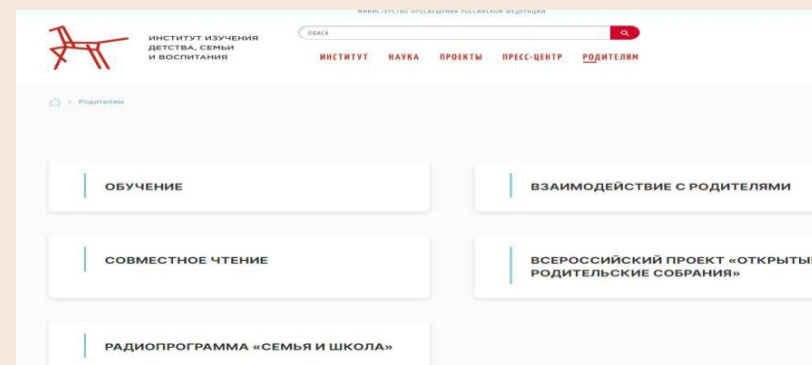 МИНИСТЕРСТВО ПРОСВЕЩЕНИЯ РОССИЙСКОЙ ФЕДЕРАЦИИ
ИНСТИТУТ ИЗУЧЕНИЯ
ДЕТСТВА, СЕМЬИ
И ВОСПИТАНИЯ
ПОИСК
ИНСТИТУТ НАУКА ПРОЕКТЫ ПРЕСС-ЦЕНТР РОДИТЕЛЯМ
» Родителям
ОБУЧЕНИЕ
ВЗАИМОДЕЙСТВИЕ С РОДИТЕЛЯМИ
СОВМЕСТНОЕ ЧТЕНИЕ
ВСЕРОССИЙСКИЙ ПРОЕКТ «ОТКРЫТЫ
РОДИТЕЛЬСКИЕ СОБРАНИЯ»
РАДИОПРОГРАММА «СЕМЬЯ И ШКОЛА»